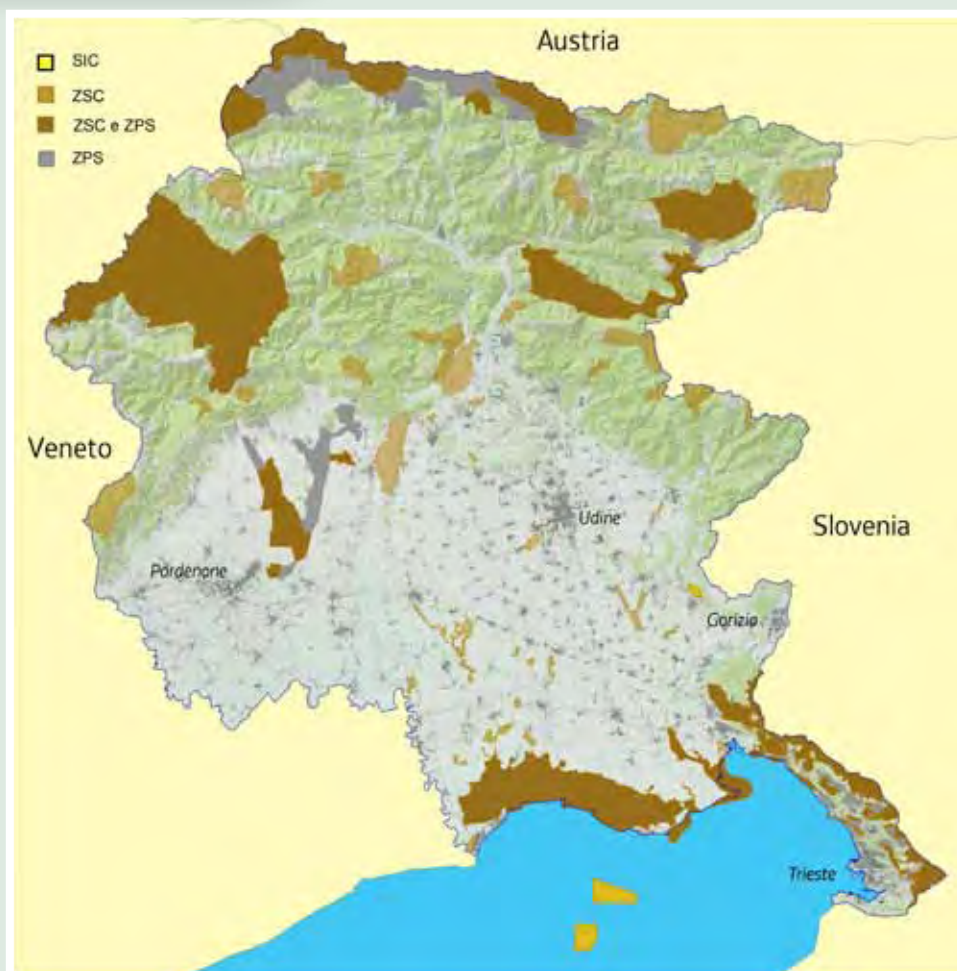 Austria
SIC
ZSC
ZSC e ZPS
ZPS
Veneto
Udine
Slovenia
Pordenone
Gorizia
Trieste